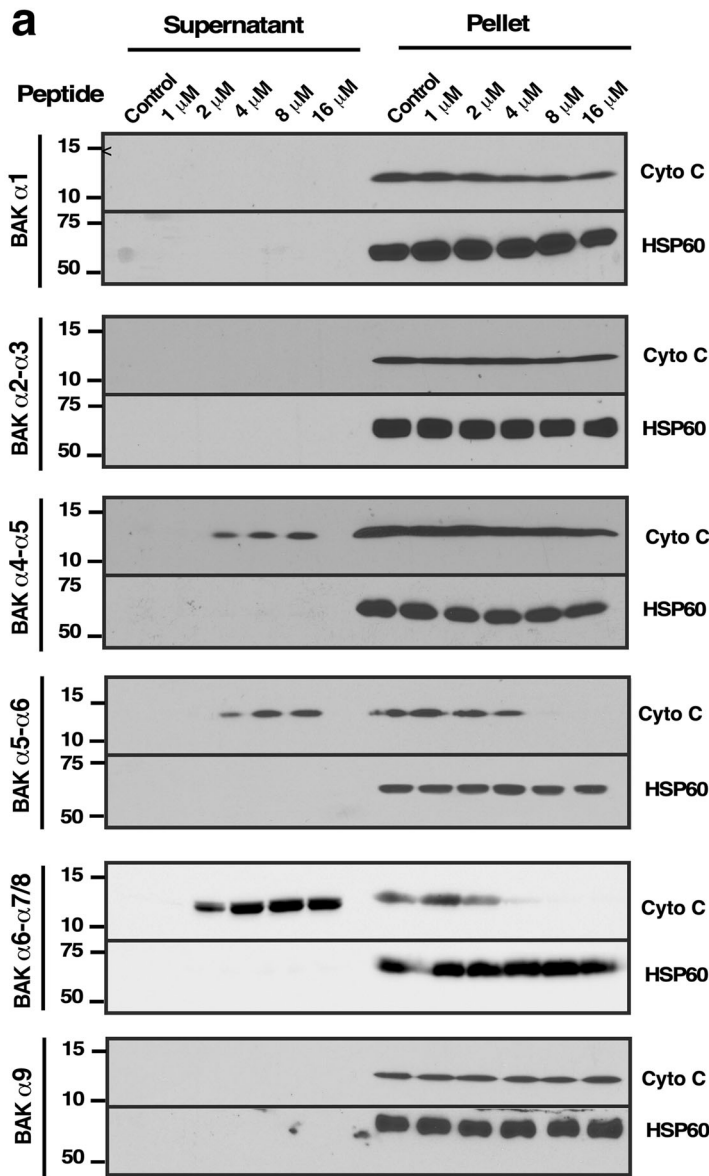 a
Supernatant Pellet
Peptide Control 1 μM 2 μM 4 μM 8 μM 16 μM Control 1 μM 2 μM 4 μM 8 μM 16 μM
BAK α1
15
<
10
Cyto C
75
50
HSP60
BAK α2-α3
15
10
Cyto C
75
50
HSP60
BAK α4-α5
15
10
Cyto C
75
50
HSP60
BAK α5-α6
15
10
Cyto C
75
50
HSP60
BAK α6-α7/8
15
10
Cyto C
75
50
HSP60
BAK α9
15
10
Cyto C
50
HSP60